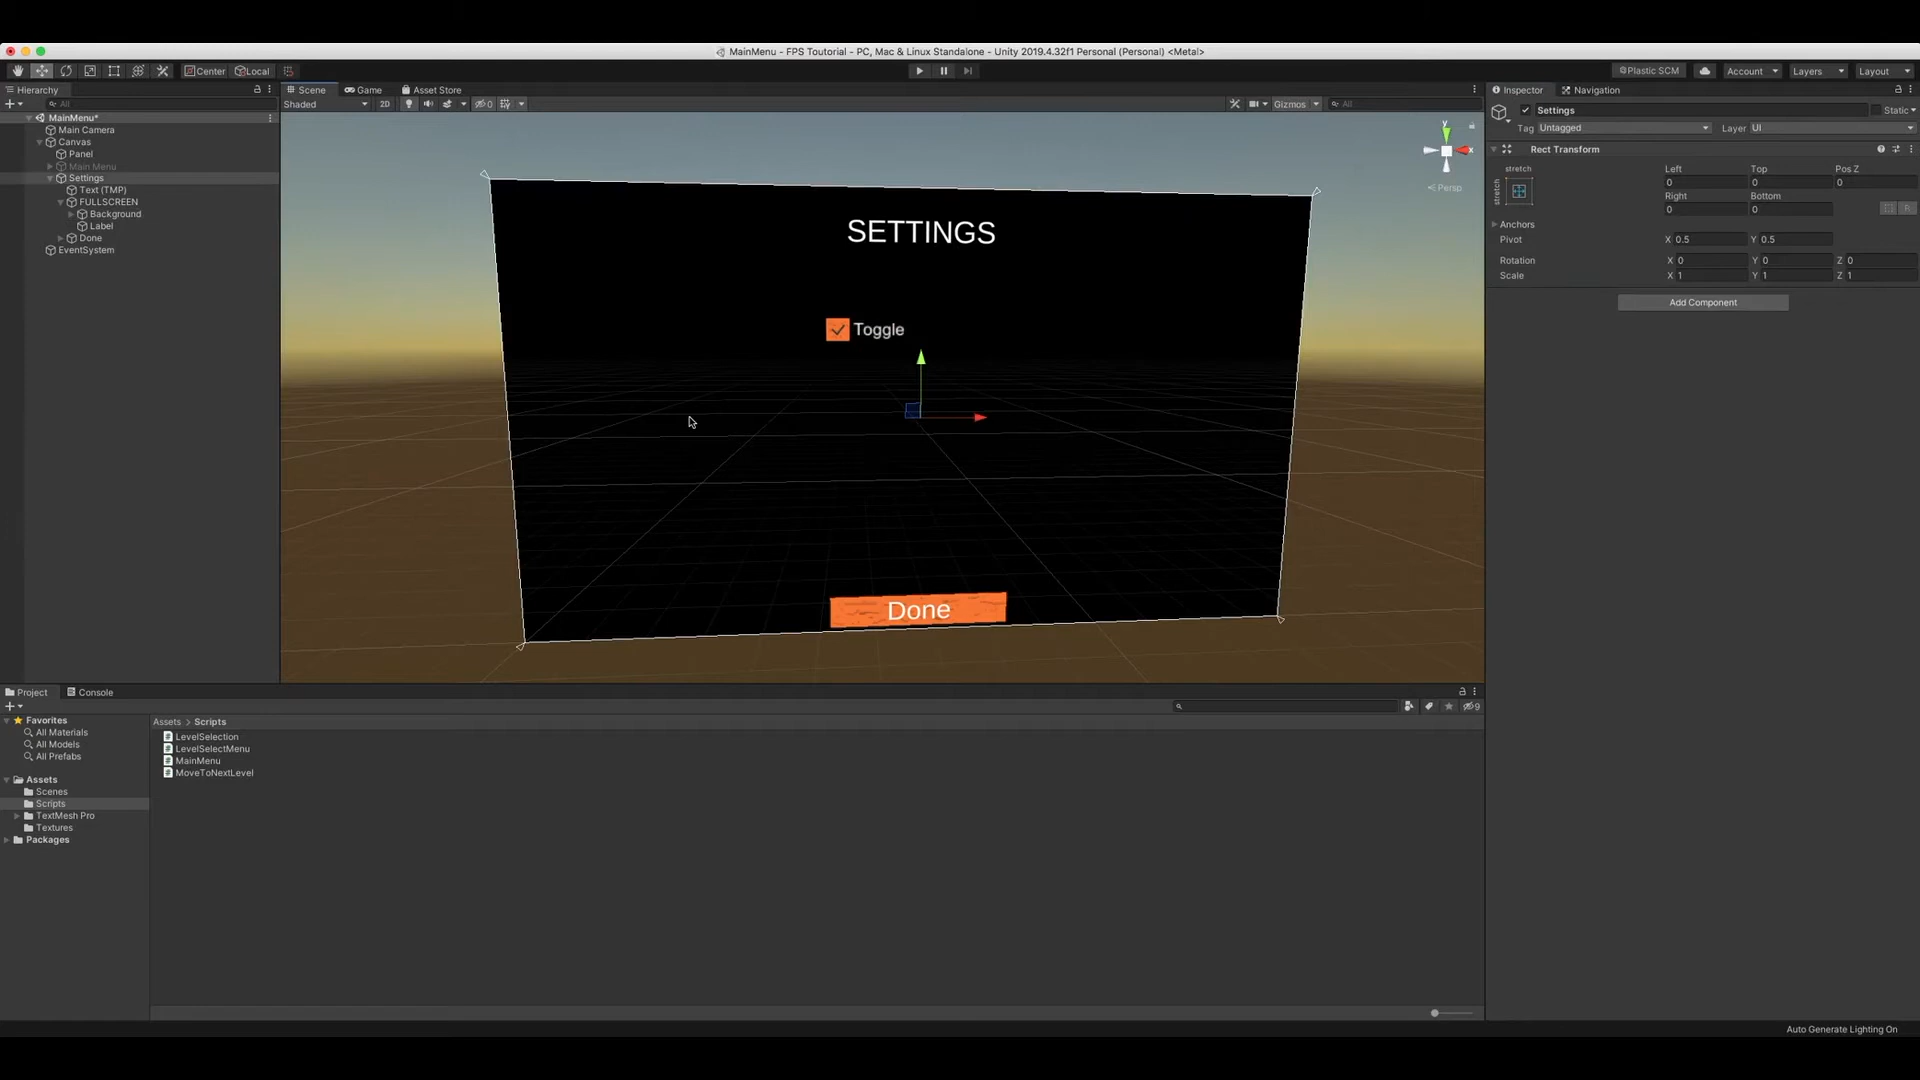 MainMenu - FPS Toutorial - PC, Mac & Linux Standalone - Unity 2019.4.32f1 Personal (Personal) <Metal>
Center Local Plastic SCM Account Layers Layout
Hierarchy Scene Game Asset Store Inspector Navigation
All Shaded 2D 0 Gizmos All Settings Static
MainMenu* Tag Untagged Layer UI
Main Camera
Canvas
Panel
Main Menu
Settings
Text (TMP)
FULLSCREEN
Background
Label
Done
EventSystem
y
x
Persp
SETTINGS
Toggle
Done
Rect Transform
stretch Left Top Pos Z
stretch 0 0 0
Right Bottom
0 0 R
Anchors
Pivot X 0.5 Y 0.5
Rotation X 0 Y 0 Z 0
Scale X 1 Y 1 Z 1
Add Component
Project Console
9
Favorites
All Materials
All Models
All Prefabs
Assets
Scenes
Scripts
TextMesh Pro
Textures
Packages
Assets > Scripts
LevelSelection
LevelSelectMenu
MainMenu
MoveToNextLevel
Auto Generate Lighting On